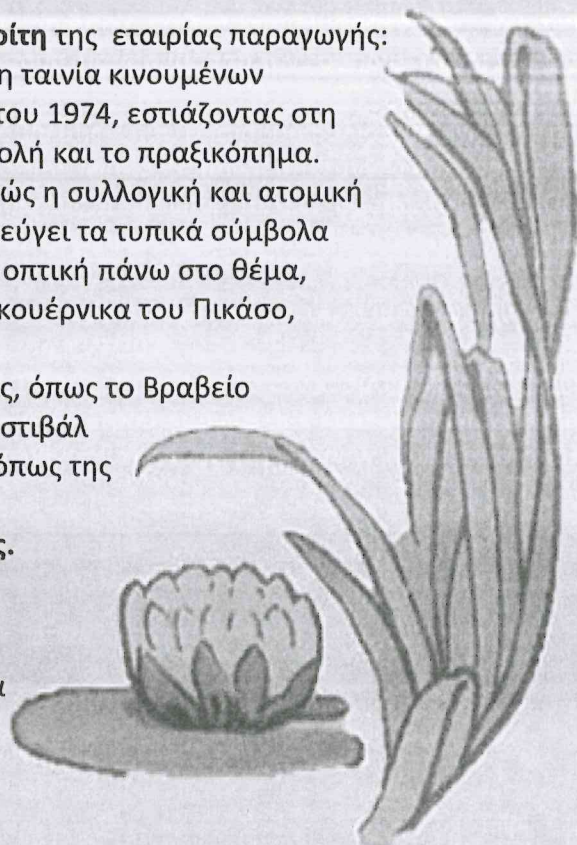 ρίτη της εταιρίας παραγωγής:
η ταινία κινουμένων
του 1974, εστιάζοντας στη
ολή και το πραξικόπημα.
ώς η συλλογική και ατομική
εύγει τα τυπικά σύμβολα
οπτική πάνω στο θέμα,
κουέρνικα του Πικάσο,
ς, όπως το Βραβείο
στιβάλ
όπως της
ς.
α